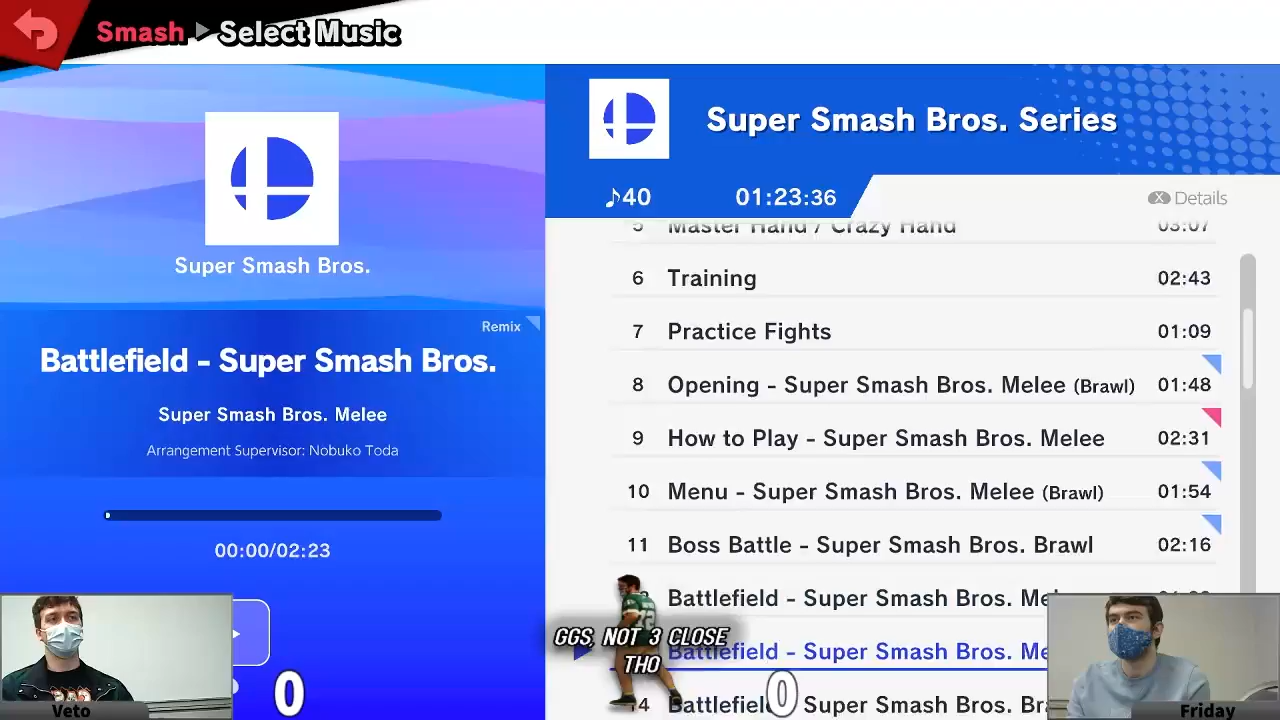 Smash ▶ Select Music
Super Smash Bros.
Remix
Battlefield - Super Smash Bros.
Super Smash Bros. Melee
Arrangement Supervisor: Nobuko Toda
00:00/02:23
Super Smash Bros. Series
♪40 01:23:36
X Details
5 Master Hand / Crazy Hand 03:07
6 Training 02:43
7 Practice Fights 01:09
8 Opening - Super Smash Bros. Melee (Brawl) 01:48
9 How to Play - Super Smash Bros. Melee 02:31
10 Menu - Super Smash Bros. Melee (Brawl) 01:54
11 Boss Battle - Super Smash Bros. Brawl 02:16
Battlefield - Super Smash Bros. Me
Battlefield - Super Smash Bros. Me
14 Battlefield Super Smash Bros. Br
GGS, NOT 3 CLOSE
THO
0
0
Veto
Friday